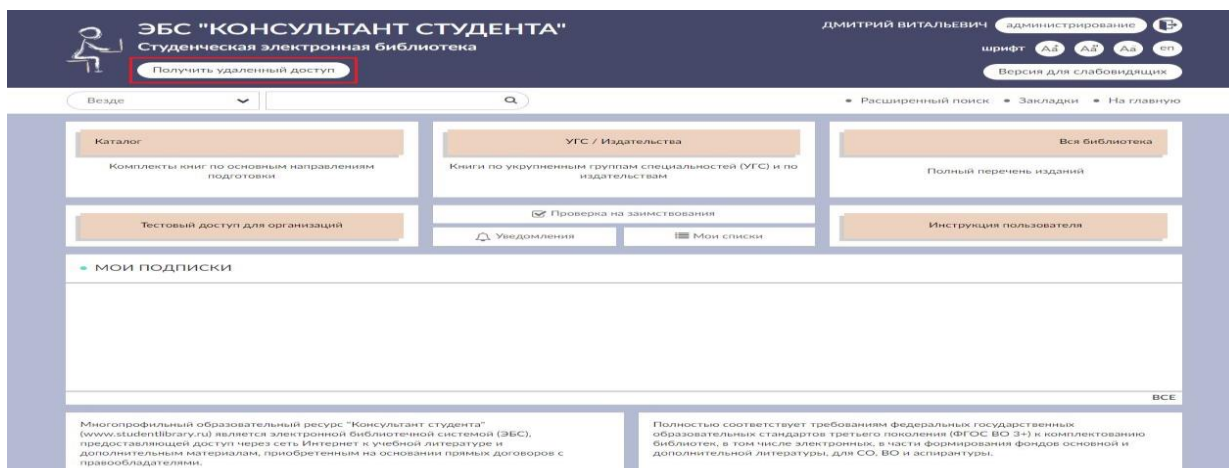 ЭБС "КОНСУЛЬТАНТ СТУДЕНТА"
Студенческая электронная библиотека
Получить удаленный доступ
ДМИТРИЙ ВИТАЛЬЕВИЧ администрирование
шрифт Аа Аа Аа en
Версия для слабовидящих
Везде
• Расширенный поиск • Закладки • На главную
Каталог
Комплекты книг по основным направлениям
подготовки
УГС / Издательства
Книги по укрупненным группам специальностей (УГС) и по
издательствам
Вся библиотека
Полный перечень изданий
Тестовый доступ для организаций
Проверка на заимствования
Уведомления
Мои списки
Инструкция пользователя
• МОИ ПОДПИСКИ
ВСЕ
Многопрофильный образовательный ресурс "Консультант
студента"
(www.studentlibrary.ru) является электронной библиотечной системой (ЭБС),
предоставляющей доступ через сеть Интернет к учебной литературе и
дополнительным материалам, приобретенным на основании прямых договоров с
правообладателями.
Полностью соответствует требованиям федеральных государственных
образовательных стандартов третьего поколения (ФГОС ВО 3+) к комплектованию
библиотек, в том числе электронных, в части формирования фондов основной и
дополнительной литературы, для СО, ВО и аспирантуры.